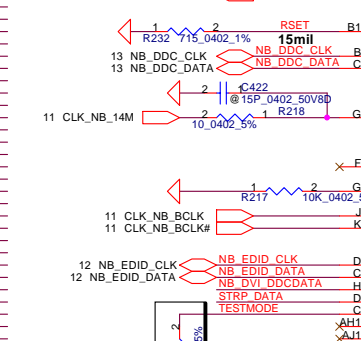 1 2 RSET B1
R232 715_0402_1% 15mil
13 NB_DDC_CLK NB_DDC_CLK B
13 NB_DDC_DATA NB_DDC_DATA C
2 1 C422
@15P_0402_50V8D
11 CLK_NB_14M 2 1 R218 G
10_0402_5%
F
1 2 G
R217 10K_0402_5
11 CLK_NB_BCLK J
11 CLK_NB_BCLK# K
12 NB_EDID_CLK NB_EDID_CLK D
12 NB_EDID_DATA NB_EDID_DATA C
NB_DVI_DDCDATA H
STRP_DATA D
TESTMODE C
2 5% AH1
AJ1